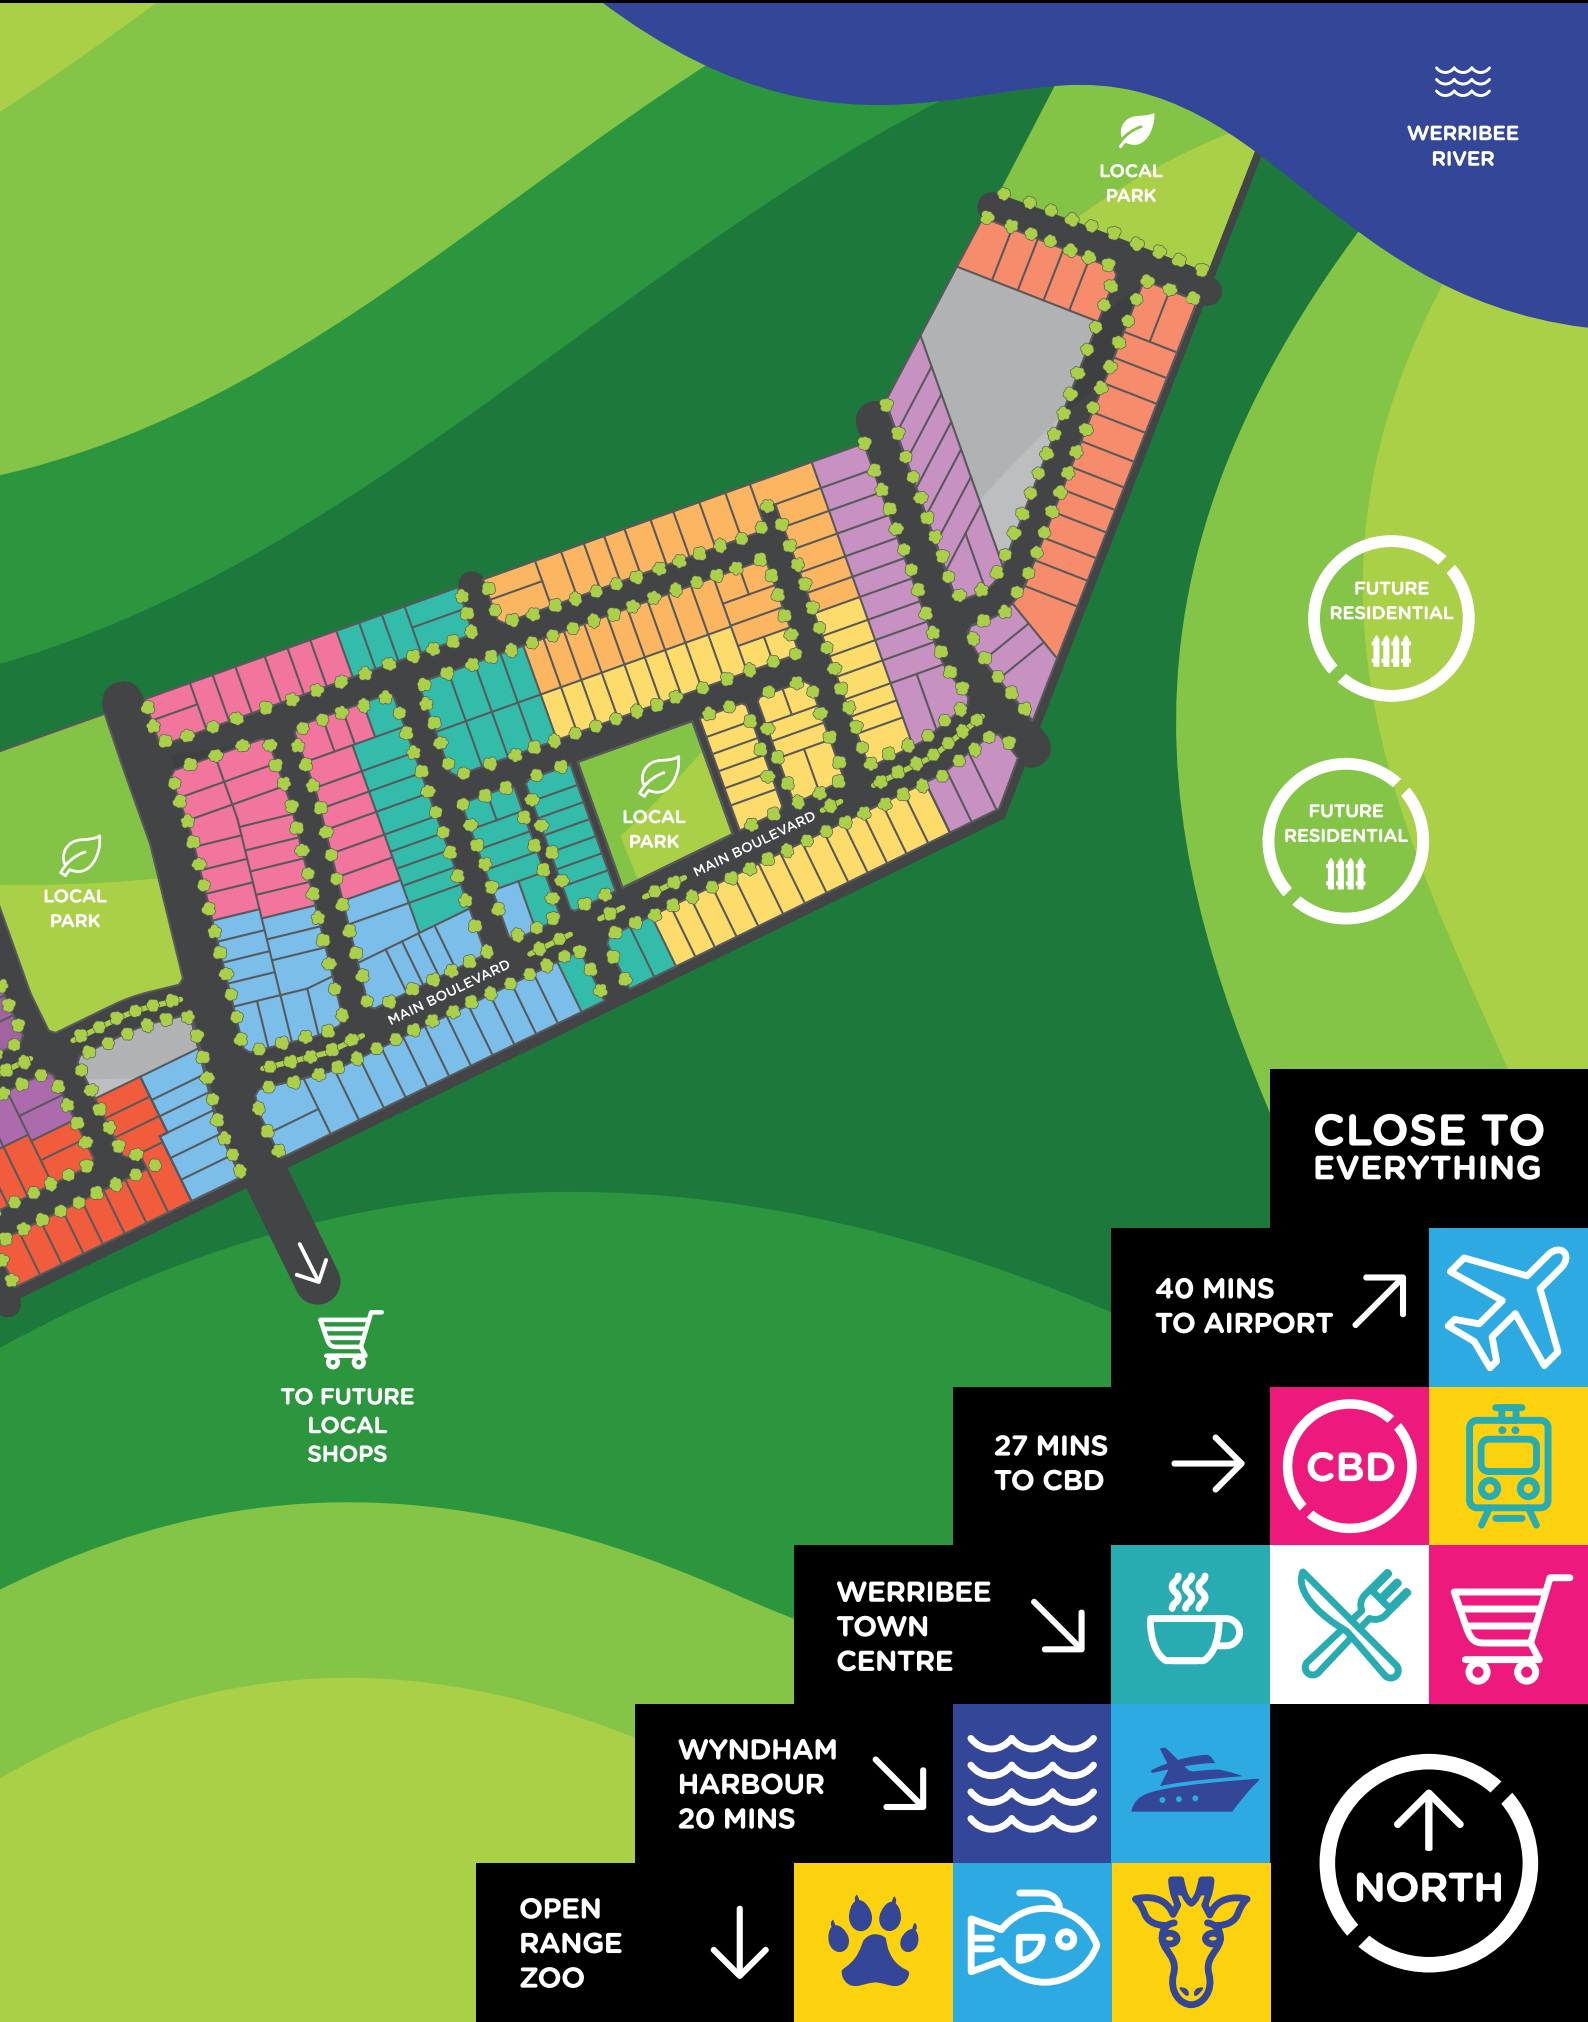 WERRIBEE
RIVER
LOCAL
PARK
FUTURE
RESIDENTIAL
LOCAL
PARK
MAIN BOULEVARD
FUTURE
RESIDENTIAL
LOCAL
PARK
MAIN BOULEVARD
TO FUTURE
LOCAL
SHOPS
CLOSE TO
EVERYTHING
40 MINS
TO AIRPORT
27 MINS
TO CBD
CBD
WERRIBEE
TOWN
CENTRE
WYNDHAM
HARBOUR
20 MINS
NORTH
OPEN
RANGE
ZOO